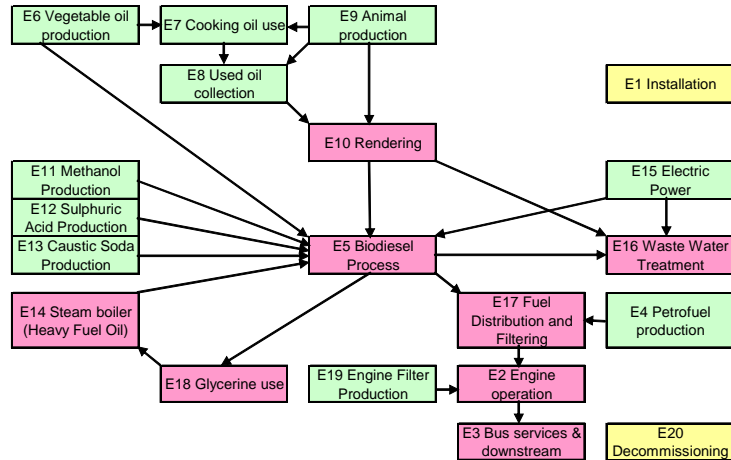 E6 Vegetable oil
production
E7 Cooking oil use
E9 Animal
production
E8 Used oil
collection
E1 Installation
E10 Rendering
E11 Methanol
Production
E12 Sulphuric
Acid Production
E13 Caustic Soda
Production
E15 Electric
Power
E5 Biodiesel
Process
E16 Waste Water
Treatment
E14 Steam boiler
(Heavy Fuel Oil)
E17 Fuel
Distribution and
Filtering
E4 Petrofuel
production
E18 Glycerine use
E19 Engine Filter
Production
E2 Engine
operation
E3 Bus services &
downstream
E20
Decommissioning